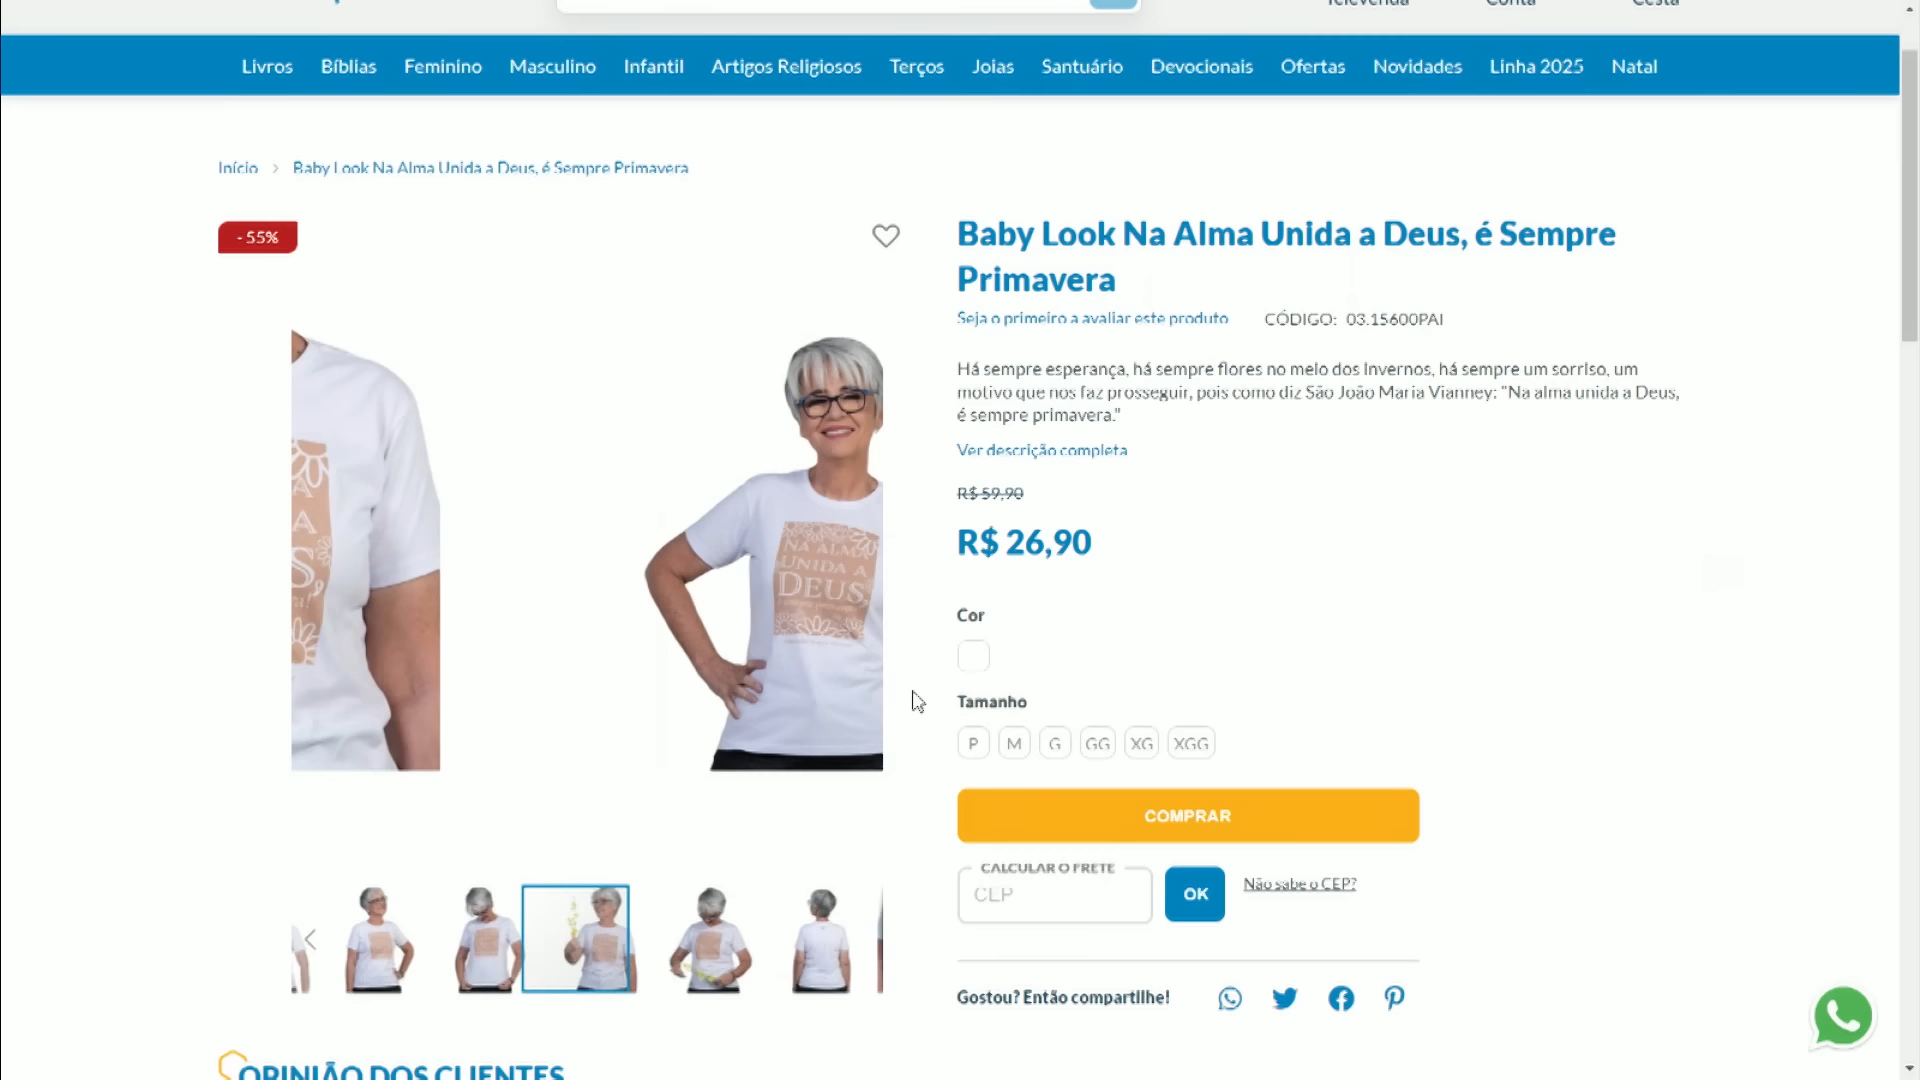 Televenda
Conta
Cesta
Livros Bíblias Feminino Masculino Infantil Artigos Religiosos Terços Joias Santuário Devocionais Ofertas Novidades Linha 2025 Natal
Início > Baby Look Na Alma Unida a Deus, é Sempre Primavera
- 55%
Baby Look Na Alma Unida a Deus, é Sempre
Primavera
Seja o primeiro a avaliar este produto CÓDIGO: 03.15600PAI
Há sempre esperança, há sempre flores no meio dos Invernos, há sempre um sorriso, um
motivo que nos faz prosseguir, pois como diz São João Maria Vianney: "Na alma unida a Deus,
é sempre primavera."
Ver descrição completa
R$ 59,90
R$ 26,90
NA ALMA
UNIDA A
DEUS,
Cor
Tamanho
P M G GG XG XGG
COMPRAR
CALCULAR O FRETE
CEP
OK
Não sabe o CEP?
Gostou? Então compartilhe!
OPINIÃO DOS CLIENTES